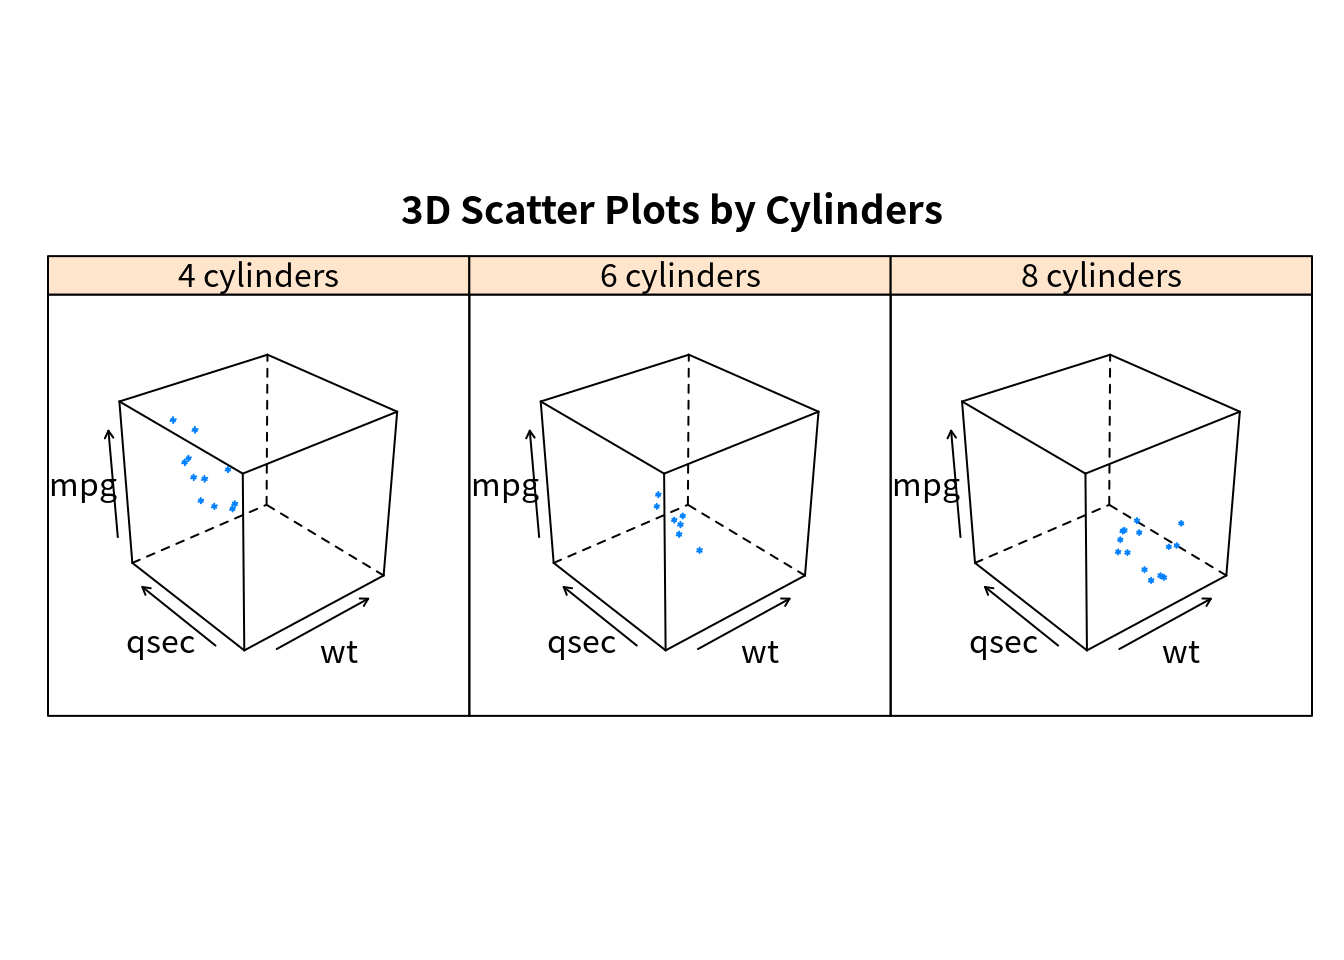 3D Scatter Plots by Cylinders
4 cylinders
6 cylinders
8 cylinders
mpg
qsec
wt
mpg
qsec
wt
mpg
qsec
wt